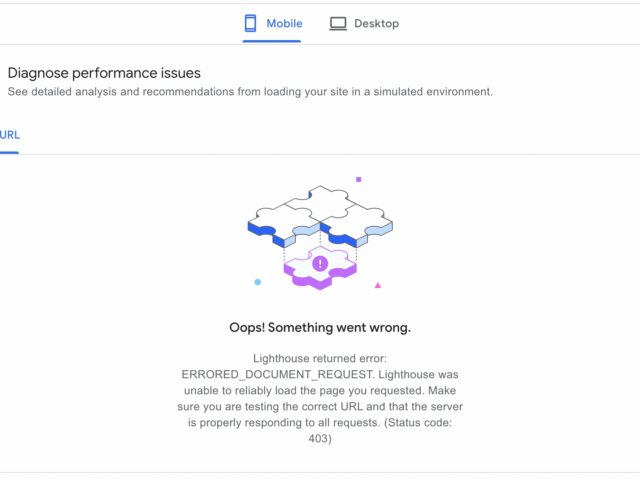 Mobile
Desktop
Diagnose performance issues
See detailed analysis and recommendations from loading your site in a simulated environment.
URL
Oops! Something went wrong.
Lighthouse returned error:
ERRORED_DOCUMENT_REQUEST. Lighthouse was
unable to reliably load the page you requested. Make
sure you are testing the correct URL and that the server
is properly responding to all requests. (Status code:
403)